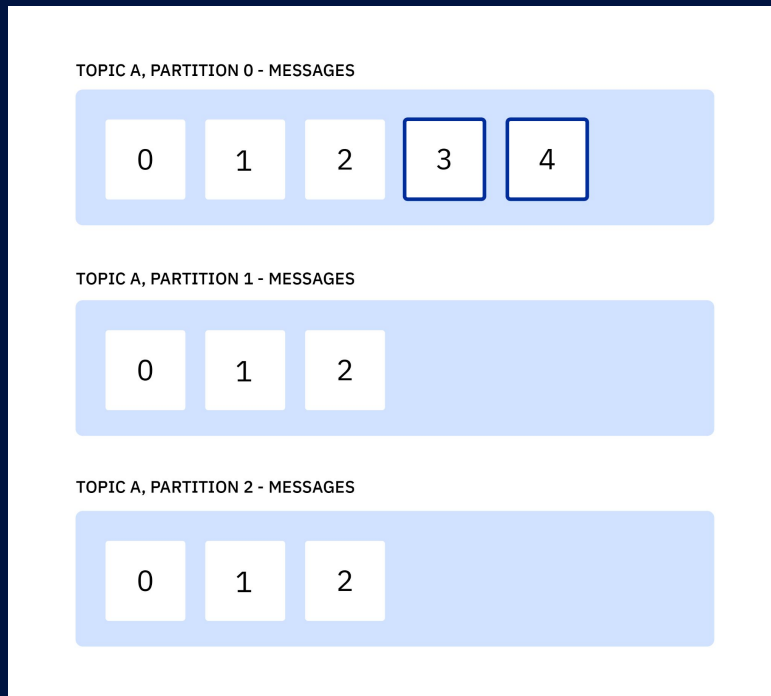 TOPIC A, PARTITION 0 - MESSAGES
0 1 2 3 4
TOPIC A, PARTITION 1 - MESSAGES
0 1 2
TOPIC A, PARTITION 2 - MESSAGES
0 1 2